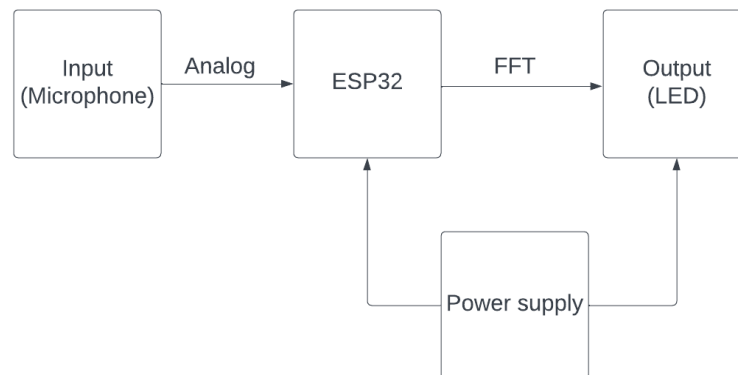 Input
(Microphone)
Analog
ESP32
FFT
Output
(LED)
Power supply